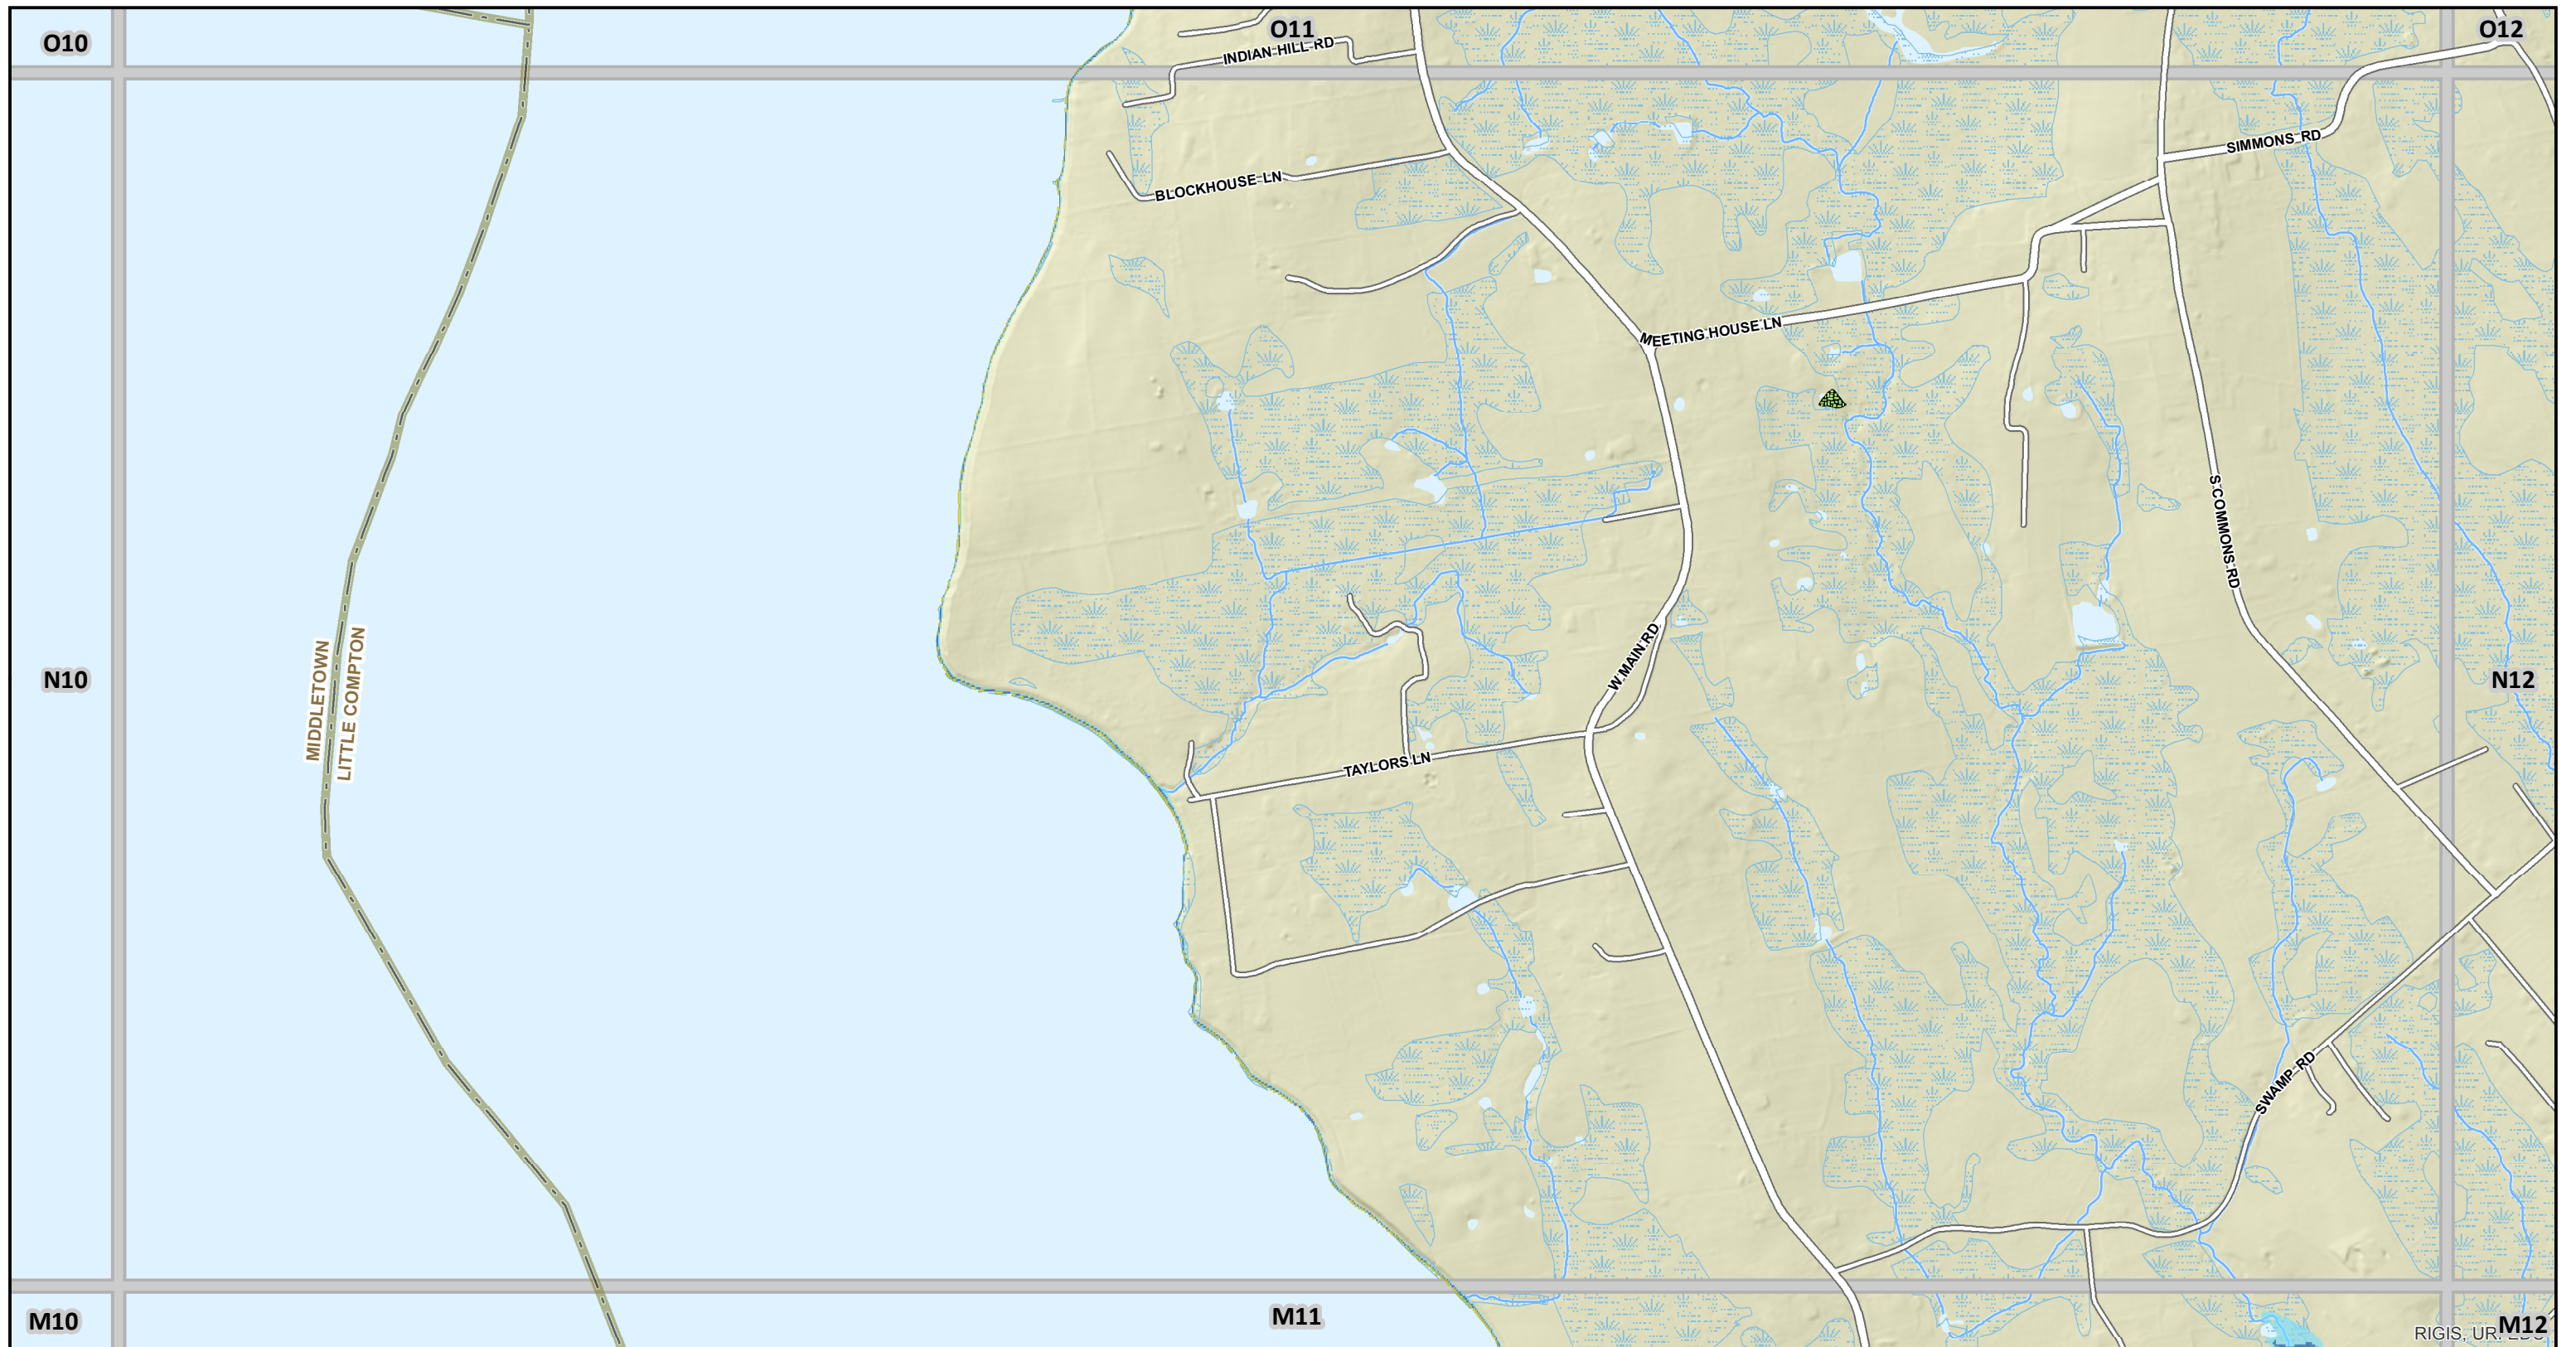 O10
O11
O12
INDIAN HILL RD
SIMMONS RD
BLOCKHOUSE LN
MEETING HOUSE LN
S COMMONS RD
N10
MIDDLETOWN
LITTLE COMPTON
W MAIN RD
N12
TAYLORS LN
SWAMP RD
M10
M11
M12
RIGIS,